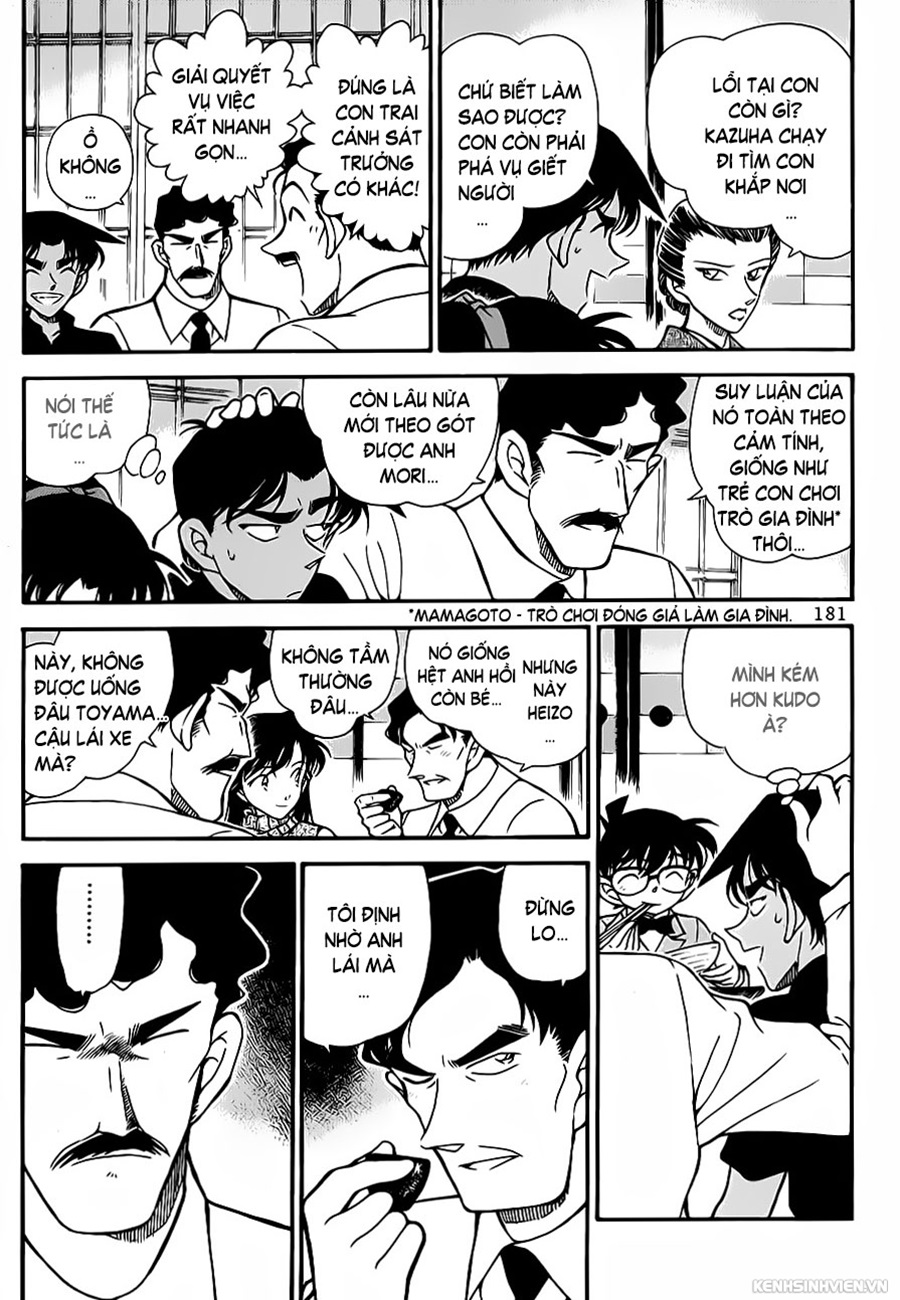 LỖI TẠI CON
CÒN GÌ?
KAZUHA CHẠY
ĐI TÌM CON
KHẮP NƠI
...
CHỨ BIẾT LÀM
SAO ĐƯỢC?
CON CÒN PHẢI
PHÁ VỤ GIẾT
NGƯỜI
...
ĐÚNG LÀ
CON TRAI
CẢNH SÁT
TRƯỞNG
CÓ KHÁC!
GIẢI QUYẾT
VỤ VIỆC
RẤT NHANH
GỌN...
Ồ
KHÔNG
...
SUY LUẬN CỦA
NÓ TOÀN THEO
CẢM TÍNH,
GIỐNG NHƯ
TRẺ CON CHƠI
TRÒ GIA ĐÌNH*
THÔI...
CÒN LÂU NỮA
MỚI THEO GÓT
ĐƯỢC ANH
MORI...
NÓI THẾ
TỨC LÀ
...
*MAMAGOTO - TRÒ CHƠI ĐÓNG GIẢ LÀM GIA ĐÌNH. 181
MÌNH KÉM
HƠN KUDO
À?
NHƯNG
NÀY
HEIZO
...
NÓ GIỐNG
HỆT ANH HỒI
CÒN BÉ...
KHÔNG TẦM
THƯỜNG
ĐÂU...
NÀY, KHÔNG
ĐƯỢC UỐNG
ĐÂU TOYAMA...
CẬU LÁI XE
MÀ?
ĐỪNG
LO...
TÔI ĐỊNH
NHỜ ANH
LÁI MÀ
...
........
KENHSINHVIEN.VN